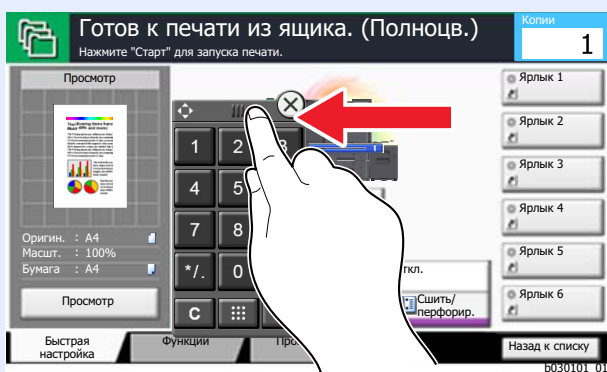 Готов к печати из ящика. (Полноцв.)
Нажмите "Старт" для запуска печати.
Копии
1
Просмотр
Оригин. : A4
Масшт. : 100%
Бумага : A4
Просмотр
1
2
3
4
5
7
8
*/.
0
C
ткл.
Сшить/
перфорир.
Ярлык 1
Ярлык 2
Ярлык 3
Ярлык 4
Ярлык 5
Ярлык 6
Быстрая
настройка
Функции
Про
Назад к списку
b030101_01